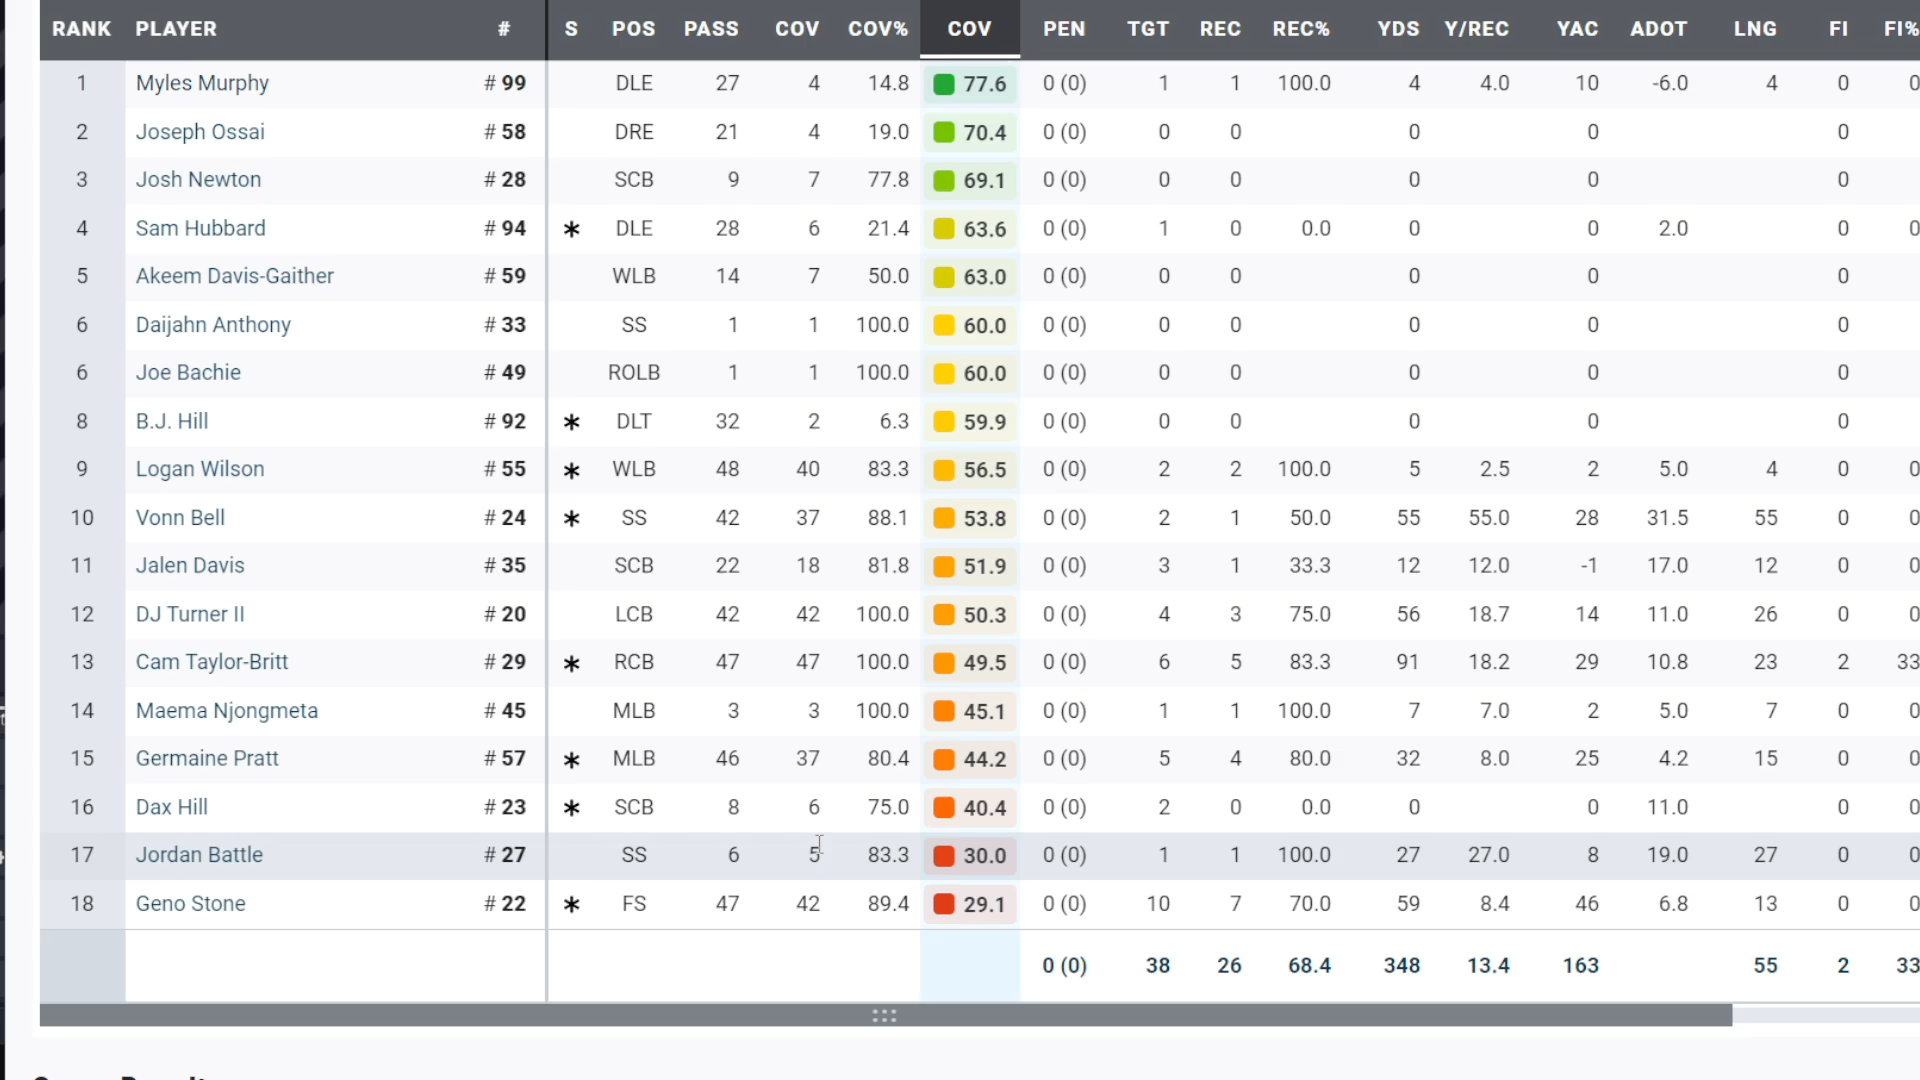 RANK PLAYER # S POS PASS COV COV% COV PEN TGT REC REC% YDS Y/REC YAC ADOT LNG FI FI%
1 Myles Murphy # 99 DLE 27 4 14.8 77.6 0 (0) 1 1 100.0 4 4.0 10 -6.0 4 0 0
2 Joseph Ossai # 58 DRE 21 4 19.0 70.4 0 (0) 0 0 0 0 0
3 Josh Newton # 28 SCB 9 7 77.8 69.1 0 (0) 0 0 0 0 0
4 Sam Hubbard # 94 * DLE 28 6 21.4 63.6 0 (0) 1 0 0.0 0 0 2.0 0 0
5 Akeem Davis-Gaither # 59 WLB 14 7 50.0 63.0 0 (0) 0 0 0 0 0
6 Daijahn Anthony # 33 SS 1 1 100.0 60.0 0 (0) 0 0 0 0 0
6 Joe Bachie # 49 ROLB 1 1 100.0 60.0 0 (0) 0 0 0 0 0
8 B.J. Hill # 92 * DLT 32 2 6.3 59.9 0 (0) 0 0 0 0 0
9 Logan Wilson # 55 * WLB 48 40 83.3 56.5 0 (0) 2 2 100.0 5 2.5 2 5.0 4 0 0
10 Vonn Bell # 24 * SS 42 37 88.1 53.8 0 (0) 2 1 50.0 55 55.0 28 31.5 55 0 0
11 Jalen Davis # 35 SCB 22 18 81.8 51.9 0 (0) 3 1 33.3 12 12.0 -1 17.0 12 0 0
12 DJ Turner II # 20 LCB 42 42 100.0 50.3 0 (0) 4 3 75.0 56 18.7 14 11.0 26 0 0
13 Cam Taylor-Britt # 29 * RCB 47 47 100.0 49.5 0 (0) 6 5 83.3 91 18.2 29 10.8 23 2 33
14 Maema Njongmeta # 45 MLB 3 3 100.0 45.1 0 (0) 1 1 100.0 7 7.0 2 5.0 7 0 0
15 Germaine Pratt # 57 * MLB 46 37 80.4 44.2 0 (0) 5 4 80.0 32 8.0 25 4.2 15 0 0
16 Dax Hill # 23 * SCB 8 6 75.0 40.4 0 (0) 2 0 0.0 0 0 11.0 0 0
17 Jordan Battle # 27 SS 6 5 83.3 30.0 0 (0) 1 1 100.0 27 27.0 8 19.0 27 0 0
18 Geno Stone # 22 * FS 47 42 89.4 29.1 0 (0) 10 7 70.0 59 8.4 46 6.8 13 0 0
0 (0) 38 26 68.4 348 13.4 163 55 2 33